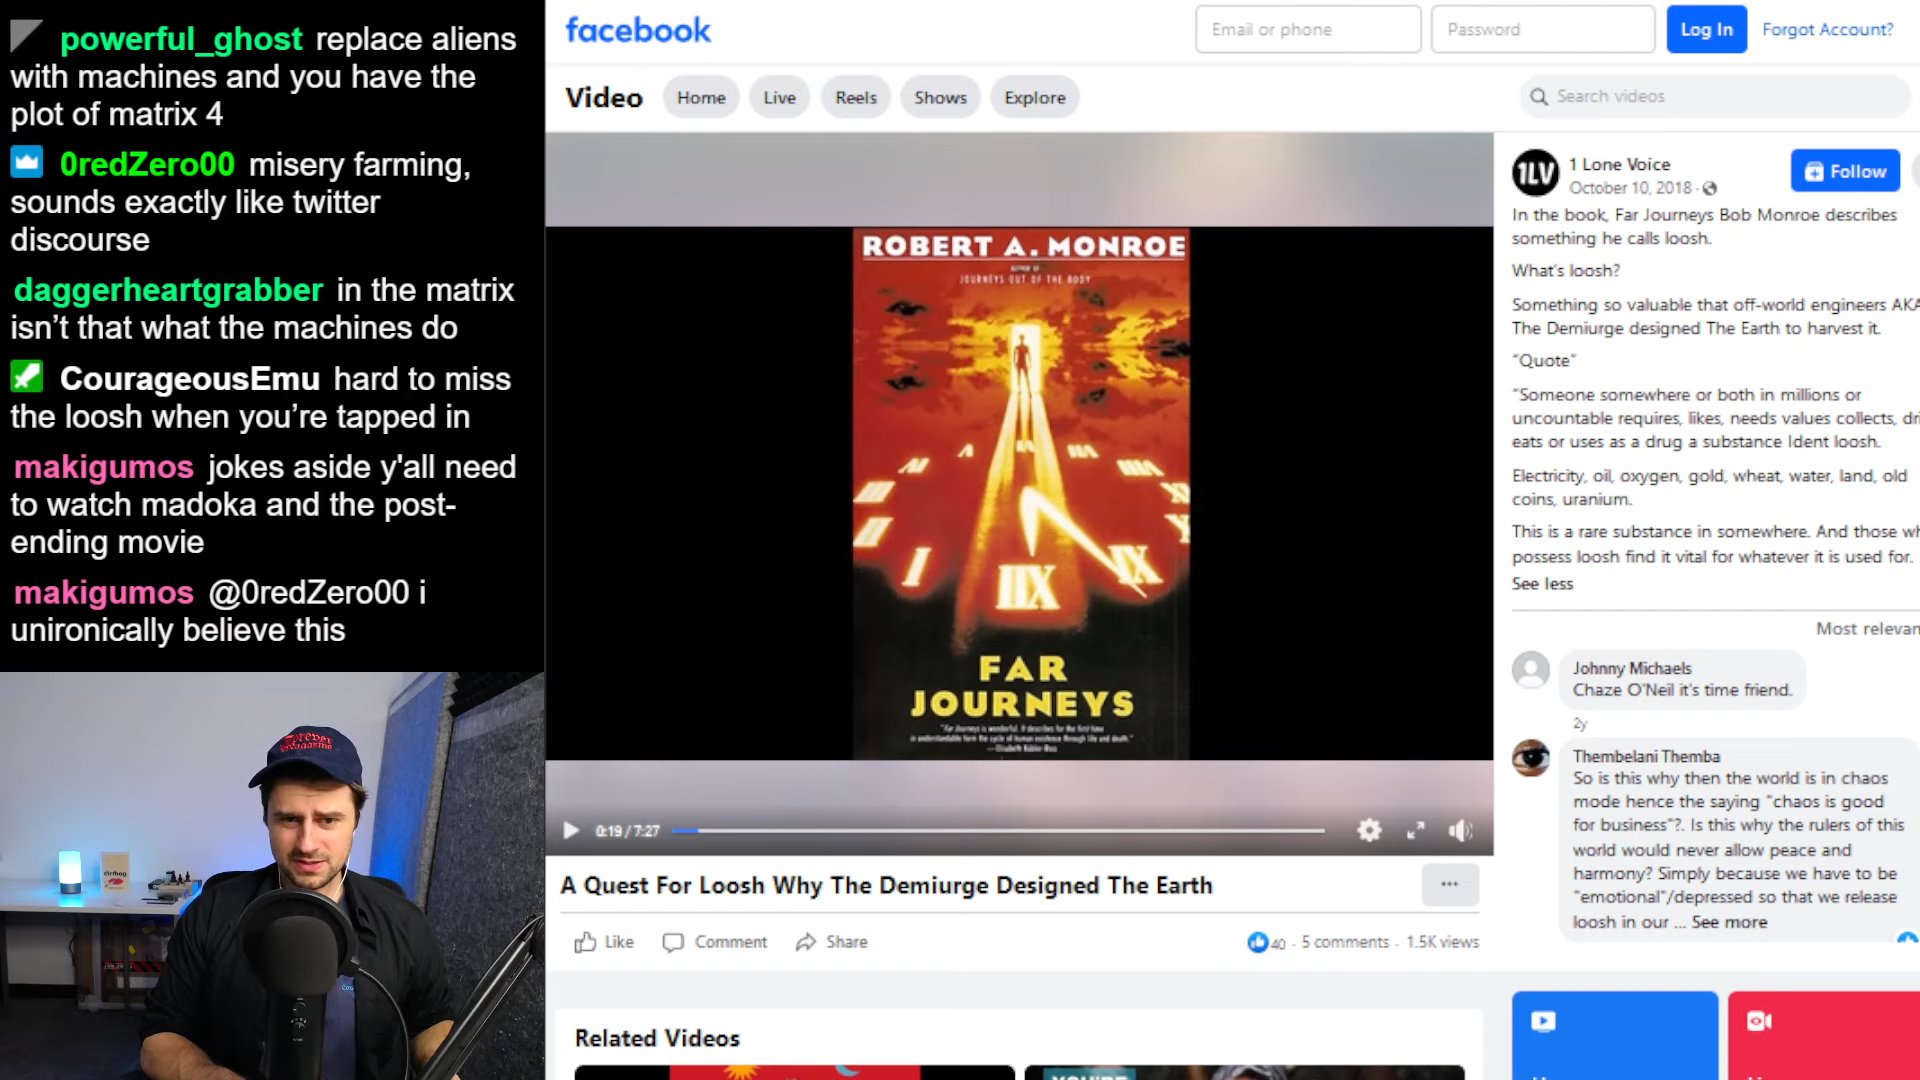 powerful_ghost replace aliens
with machines and you have the
plot of matrix 4
0redZero00 misery farming,
sounds exactly like twitter
discourse
daggerheartgrabber in the matrix
isn’t that what the machines do
CourageousEmu hard to miss
the loosh when you’re tapped in
makigumos jokes aside y'all need
to watch madoka and the post-
ending movie
makigumos @0redZero00 i
unironically believe this
facebook
Email or phone
Password
Log In
Forgot Account?
Video
Home
Live
Reels
Shows
Explore
Search videos
ROBERT A. MONROE
AUTHOR OF
JOURNEYS OUT OF THE BODY
I
IIX
IX
FAR
JOURNEYS
0:19 / 7:27
A Quest For Loosh Why The Demiurge Designed The Earth
Like
Comment
Share
40 · 5 comments · 1.5K views
Related Videos
1LV
1 Lone Voice
October 10, 2018 ·
Follow
In the book, Far Journeys Bob Monroe describes
something he calls loosh.
What's loosh?
Something so valuable that off-world engineers AKA
The Demiurge designed The Earth to harvest it.
“Quote”
“Someone somewhere or both in millions or
uncountable requires, likes, needs values collects, dri
eats or uses as a drug a substance Ident loosh.
Electricity, oil, oxygen, gold, wheat, water, land, old
coins, uranium.
This is a rare substance in somewhere. And those wh
possess loosh find it vital for whatever it is used for.
See less
Most relevan
Johnny Michaels
Chaze O'Neil it's time friend.
2y
Thembelani Themba
So is this why then the world is in chaos
mode hence the saying "chaos is good
for business"?. Is this why the rulers of this
world would never allow peace and
harmony? Simply because we have to be
"emotional"/depressed so that we release
loosh in our ... See more
YOU'RE
Forever
Magazine
dirtbag